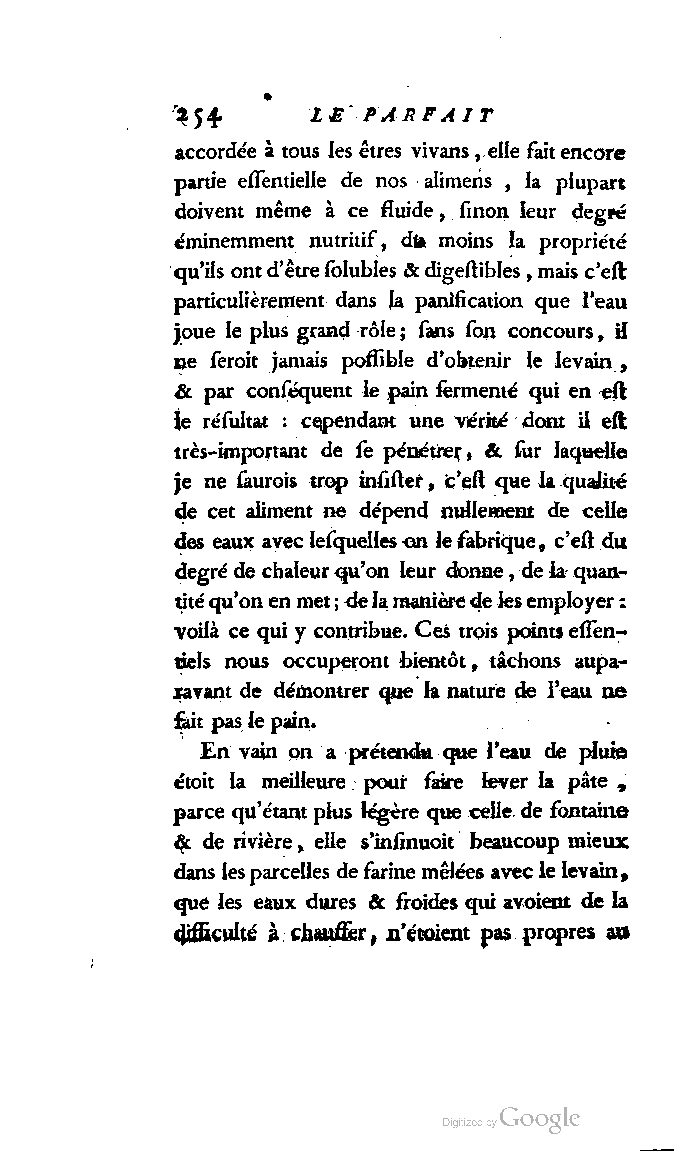 254 LE PARFAIT
accordée à tous les êtres vivans, elle fait encore
partie eſſentielle de nos alimens , la plupart
doivent même à ce fluide, ſinon leur degré
éminemment nutritif, du moins la propriété
qu'ils ont d'être ſolubles & digeſtibles, mais c'eſt
particulièrement dans la panification que l'eau
joue le plus grand rôle; ſans ſon concours, il
ne ſeroit jamais poſſible d'obtenir le levain,
& par conſéquent le pain fermenté qui en eſt
le réſultat : cependant une vérité dont il eſt
très-important de ſe pénétrer, & ſur laquelle
je ne ſaurois trop inſiſter, c'eſt que la qualité
de cet aliment ne dépend nullement de celle
des eaux avec leſquelles on le fabrique, c'eſt du
degré de chaleur qu'on leur donne, de la quan-
tité qu'on en met; de la manière de les employer :
voilà ce qui y contribue. Ces trois points eſſen-
tiels nous occuperont bientôt, tâchons aupa-
ravant de démontrer que la nature de l'eau ne
fait pas le pain.
En vain on a prétendu que l'eau de pluie
étoit la meilleure pour faire lever la pâte,
parce qu'étant plus légère que celle de fontaine
& de rivière, elle s'inſinuoit beaucoup mieux
dans les parcelles de farine mêlées avec le levain,
que les eaux dures & froides qui avoient de la
difficulté à chauffer, n'étoient pas propres au
Digitized by Google